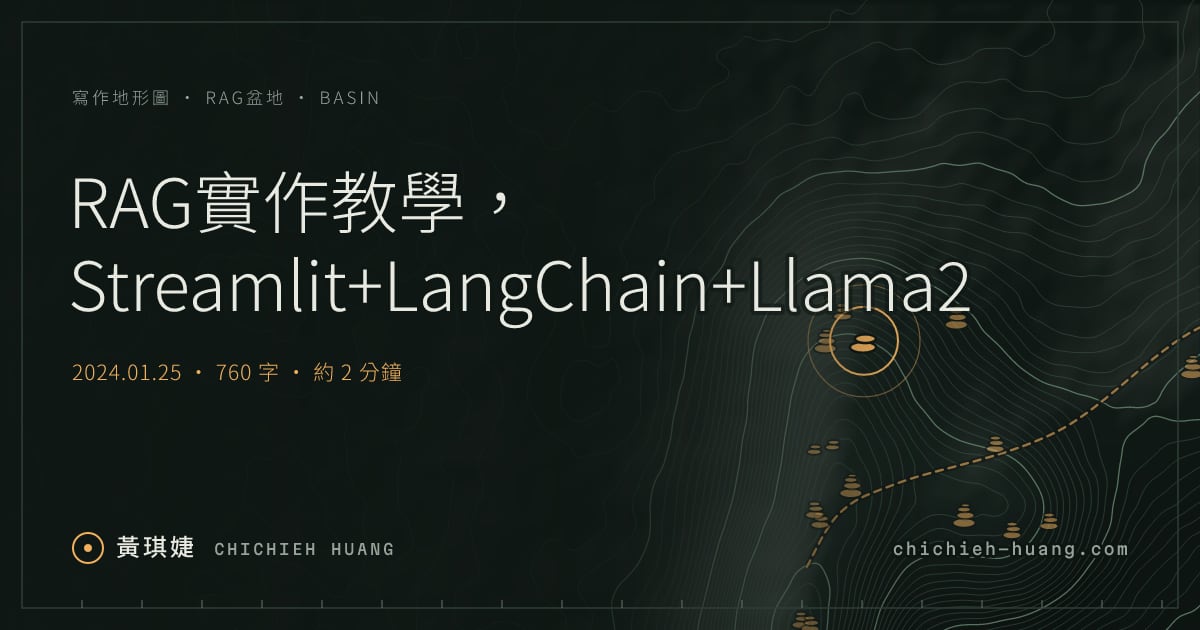 寫作地形圖 · RAG盆地 · BASIN
RAG實作教學，
Streamlit+LangChain+Llama2
2024.01.25 · 760 字 · 約 2 分鐘
黃琪婕 CHICHIEH HUANG
chichieh-huang.com